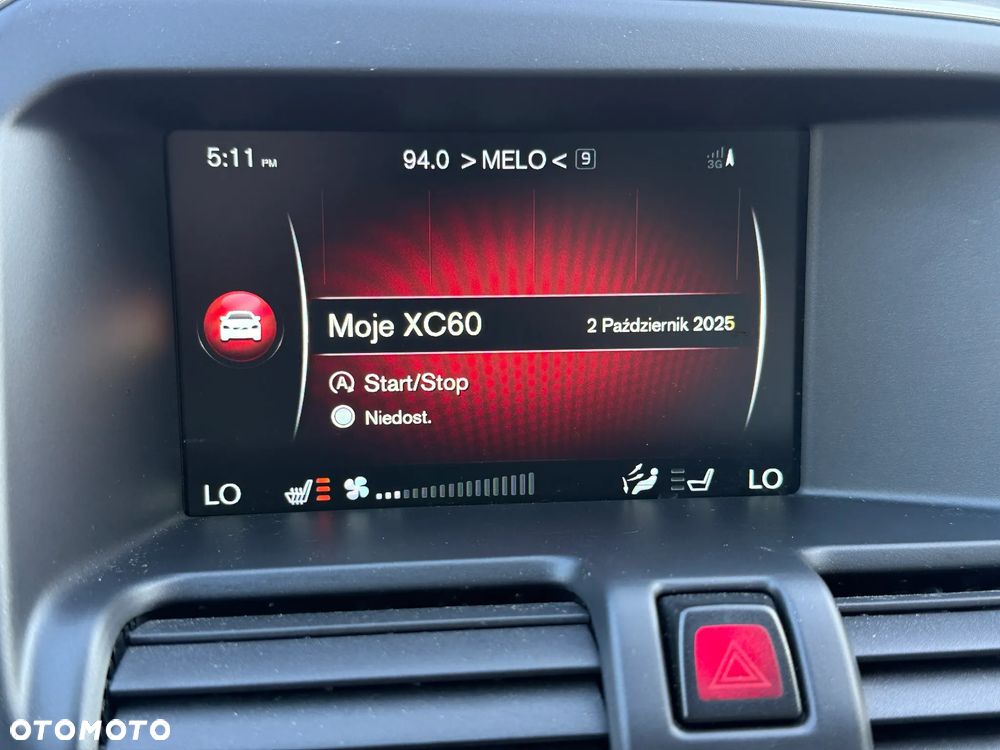 5:11 PM
94.0 > MELO < 9
3G
Moje XC60
2 Październik 2025
A Start/Stop
Niedost.
LO
LO
OTOMOTO